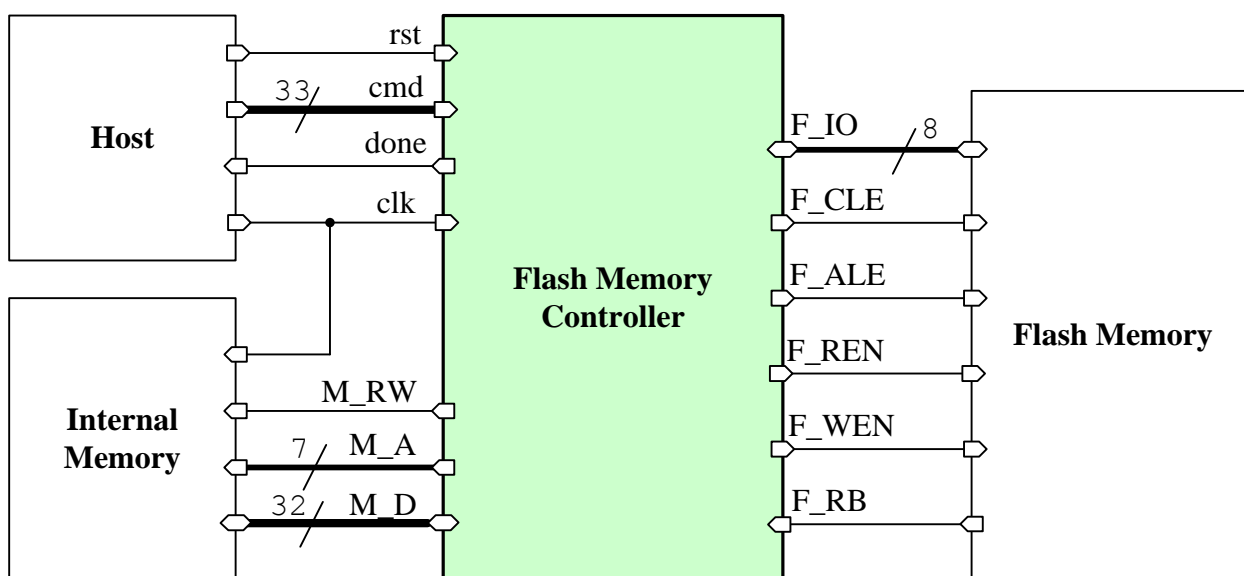 Host
rst
33
cmd
done
clk
Internal
Memory
M_RW
7
M_A
32
M_D
Flash Memory
Controller
F_IO
8
F_CLE
F_ALE
F_REN
F_WEN
F_RB
Flash Memory